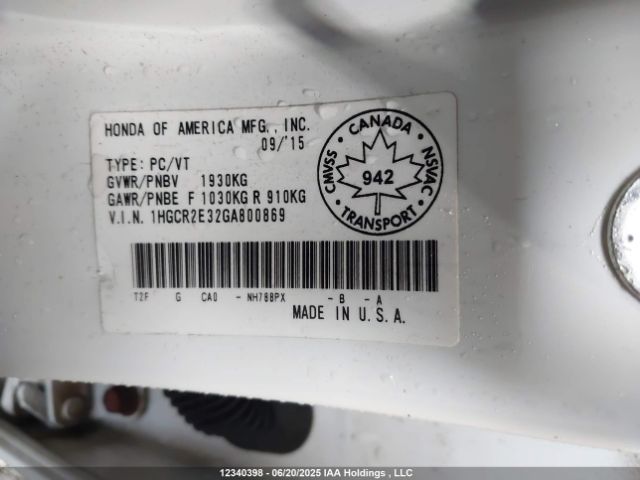 HONDA OF AMERICA MFG., INC.
09/'15
TYPE: PC/VT
GVWR/PNBV 1930KG
GAWR/PNBE F 1030KG R 910KG
V.I.N. 1HGCR2E32GA800869
CANADA
CMVSS
942
NSVAC
TRANSPORT
T2F G CA0 - NH788PX - B - A
MADE IN U.S.A.
12340398 - 06/20/2025 IAA Holdings , LLC